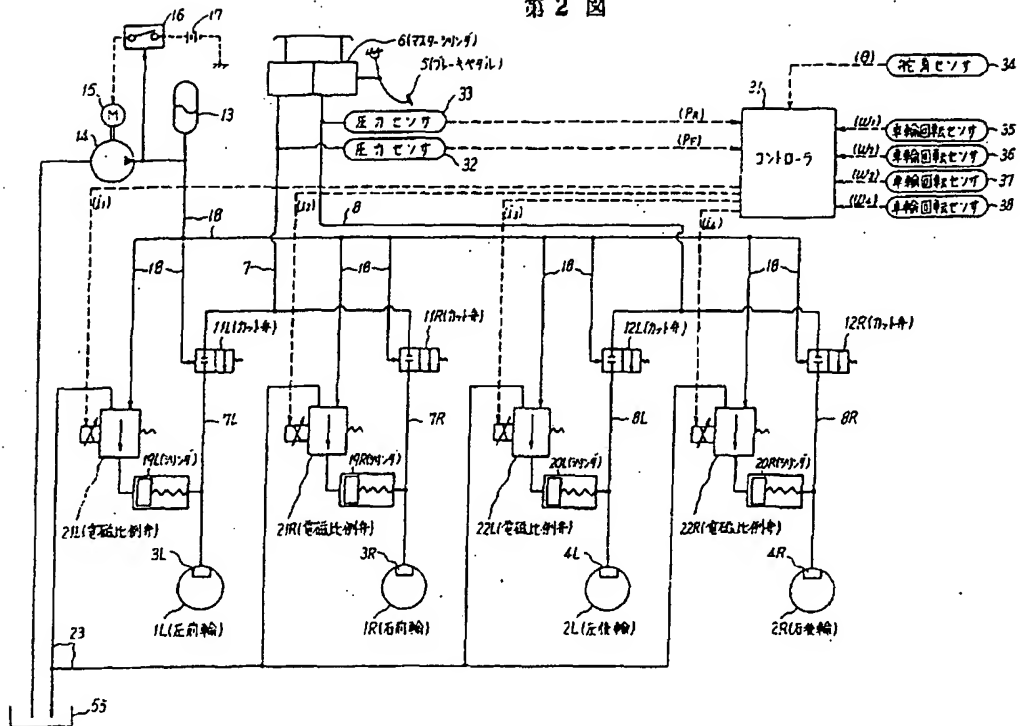 第2図
16
17
6(マスターシリンダ)
5(ブレーキペダル)
15
M
13
14
33
圧力センサ
(PR)
圧力センサ
(PF)
32
31
コントローラ
(θ)
舵角センサ
34
(W1)
車輪回転センサ
35
(W2)
車輪回転センサ
36
(W3)
車輪回転センサ
37
(W4)
車輪回転センサ
38
(i1)
(i2)
(i3)
(i4)
18
8
18
18
7
18
18
18
11L(カット弁)
11R(カット弁)
12L(カット弁)
12R(カット弁)
7L
7R
8L
8R
19L(シリンダ)
19R(シリンダ)
20L(シリンダ)
20R(シリンダ)
21L(電磁比例弁)
21R(電磁比例弁)
22L(電磁比例弁)
22R(電磁比例弁)
3L
3R
4L
4R
1L(左前輪)
1R(右前輪)
2L(左後輪)
2R(右後輪)
23
55